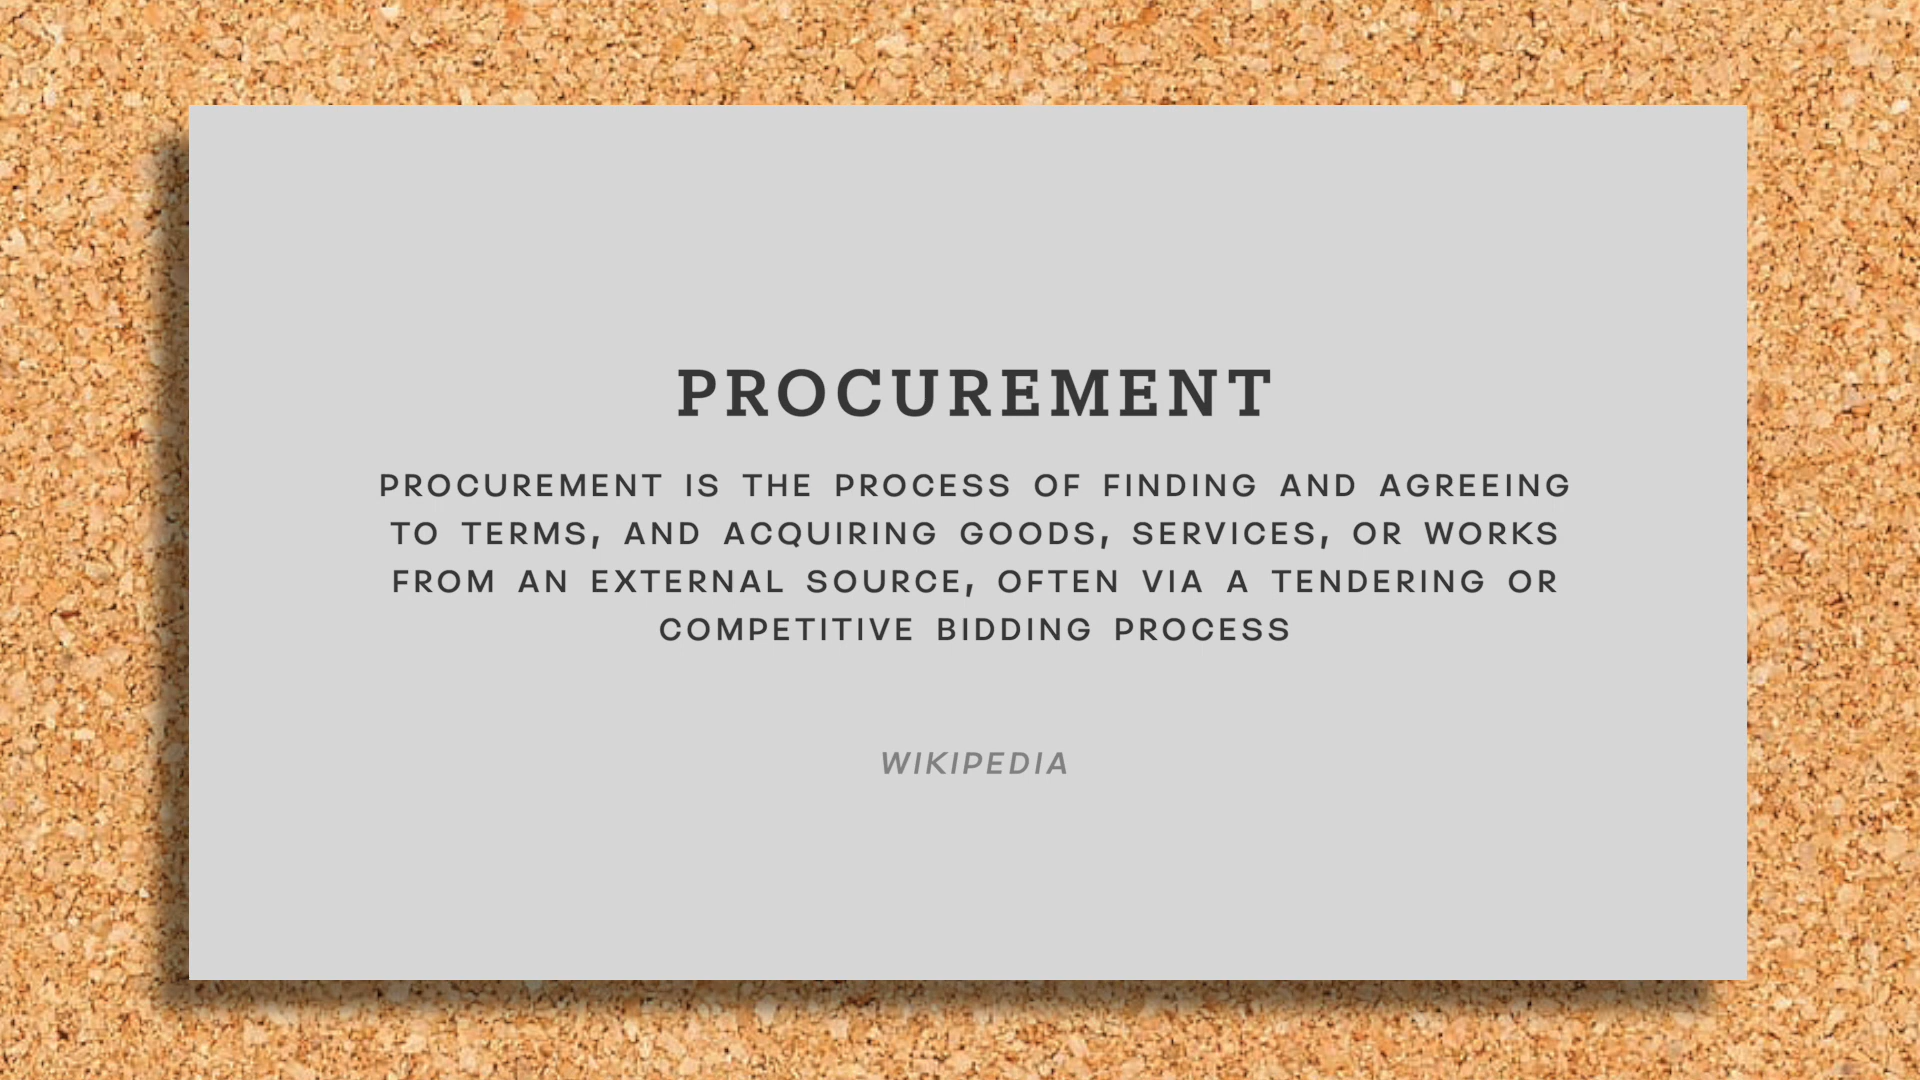 PROCUREMENT
PROCUREMENT IS THE PROCESS OF FINDING AND AGREEING
TO TERMS, AND ACQUIRING GOODS, SERVICES, OR WORKS
FROM AN EXTERNAL SOURCE, OFTEN VIA A TENDERING OR
COMPETITIVE BIDDING PROCESS
WIKIPEDIA